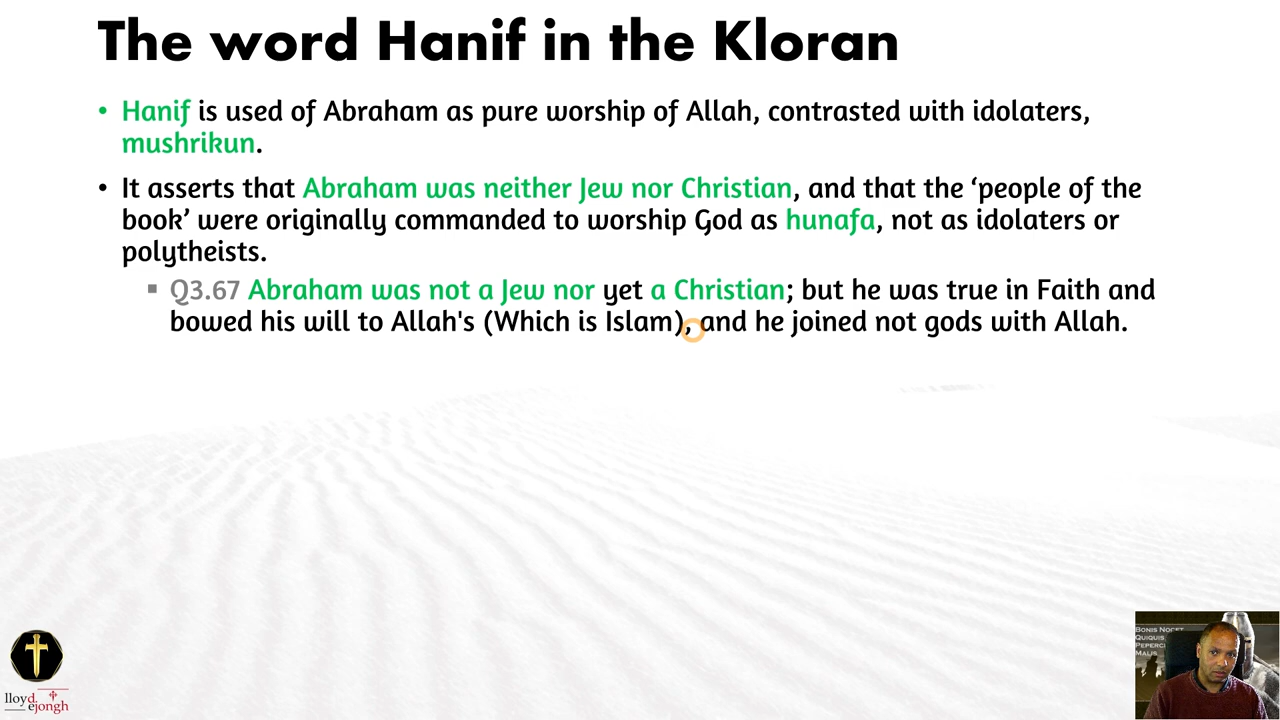 The word Hanif in the Kloran
• Hanif is used of Abraham as pure worship of Allah, contrasted with idolaters,
mushrikun.
• It asserts that Abraham was neither Jew nor Christian, and that the ‘people of the
book’ were originally commanded to worship God as hunafa, not as idolaters or
polytheists.
▪ Q3.67 Abraham was not a Jew nor yet a Christian; but he was true in Faith and
bowed his will to Allah's (Which is Islam), and he joined not gods with Allah.
Bonis Nocet
Quiquis
Peperci
Malis
lloyd
ejongh